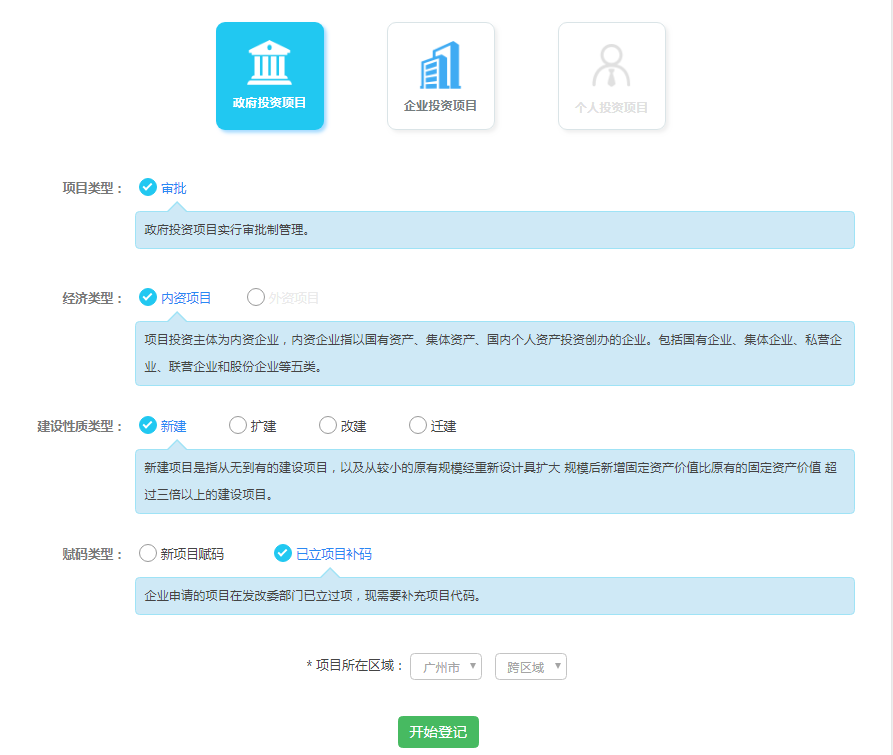 政府投资项目
企业投资项目
个人投资项目
项目类型：
审批
政府投资项目实行审批制管理。
经济类型：
内资项目
外资项目
项目投资主体为内资企业，内资企业指以国有资产、集体资产、国内个人资产投资创办的企业。包括国有企业、集体企业、私营企
业、联营企业和股份企业等五类。
建设性质类型：
新建
扩建
改建
迁建
新建项目是指从无到有的建设项目，以及从较小的原有规模经重新设计具扩大 规模后新增固定资产价值比原有的固定资产价值 超
过三倍以上的建设项目。
赋码类型：
新项目赋码
已立项目补码
企业申请的项目在发改委部门已立过项，现需要补充项目代码。
* 项目所在区域：
广州市
跨区域
开始登记